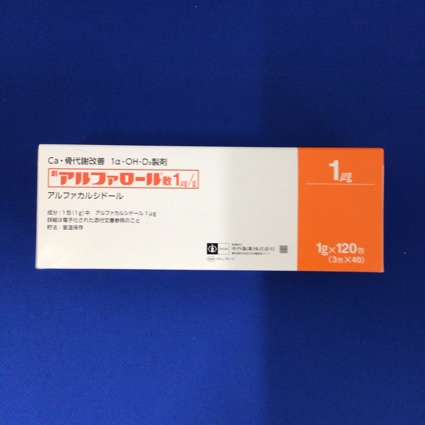 Ca・骨代謝改善 1α-OH-D₃製剤
劇 アルファロール®散1μg/g
アルファカルシドール
成分:1包(1g)中 アルファカルシドール1μg
詳細は電子化された添付文書参照のこと
貯法:室温保存
中外製薬株式会社
1μg
1g×120包
(3包×40)